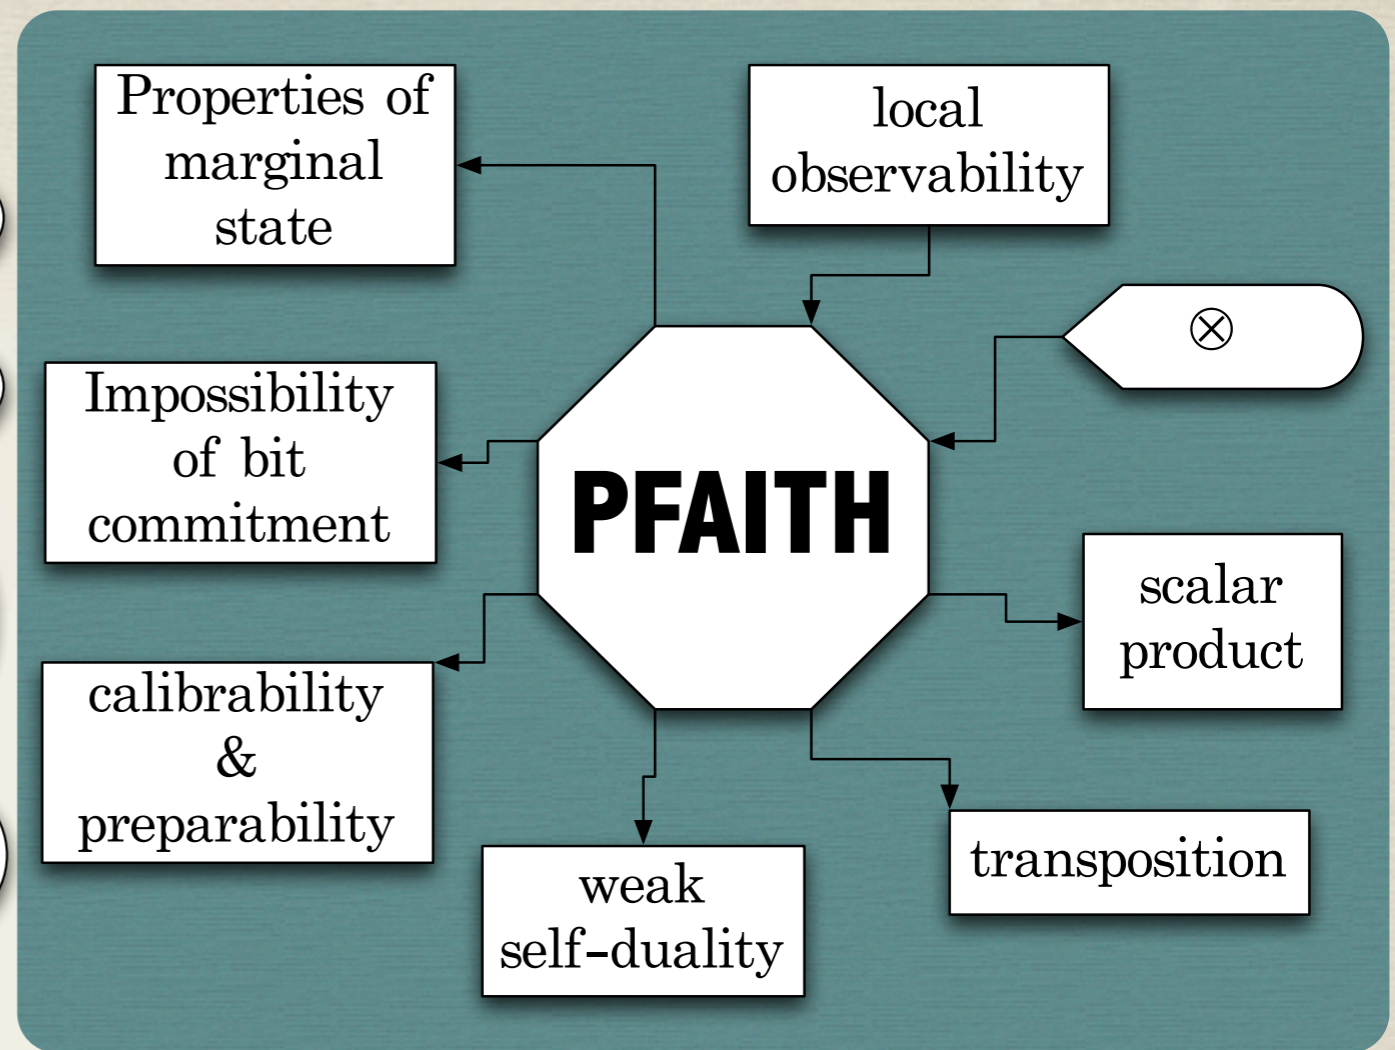 Properties of
marginal
state
local
observability
⊗
Impossibility
of bit
commitment
PFAITH
scalar
product
calibrability
&
preparability
weak
self-duality
transposition